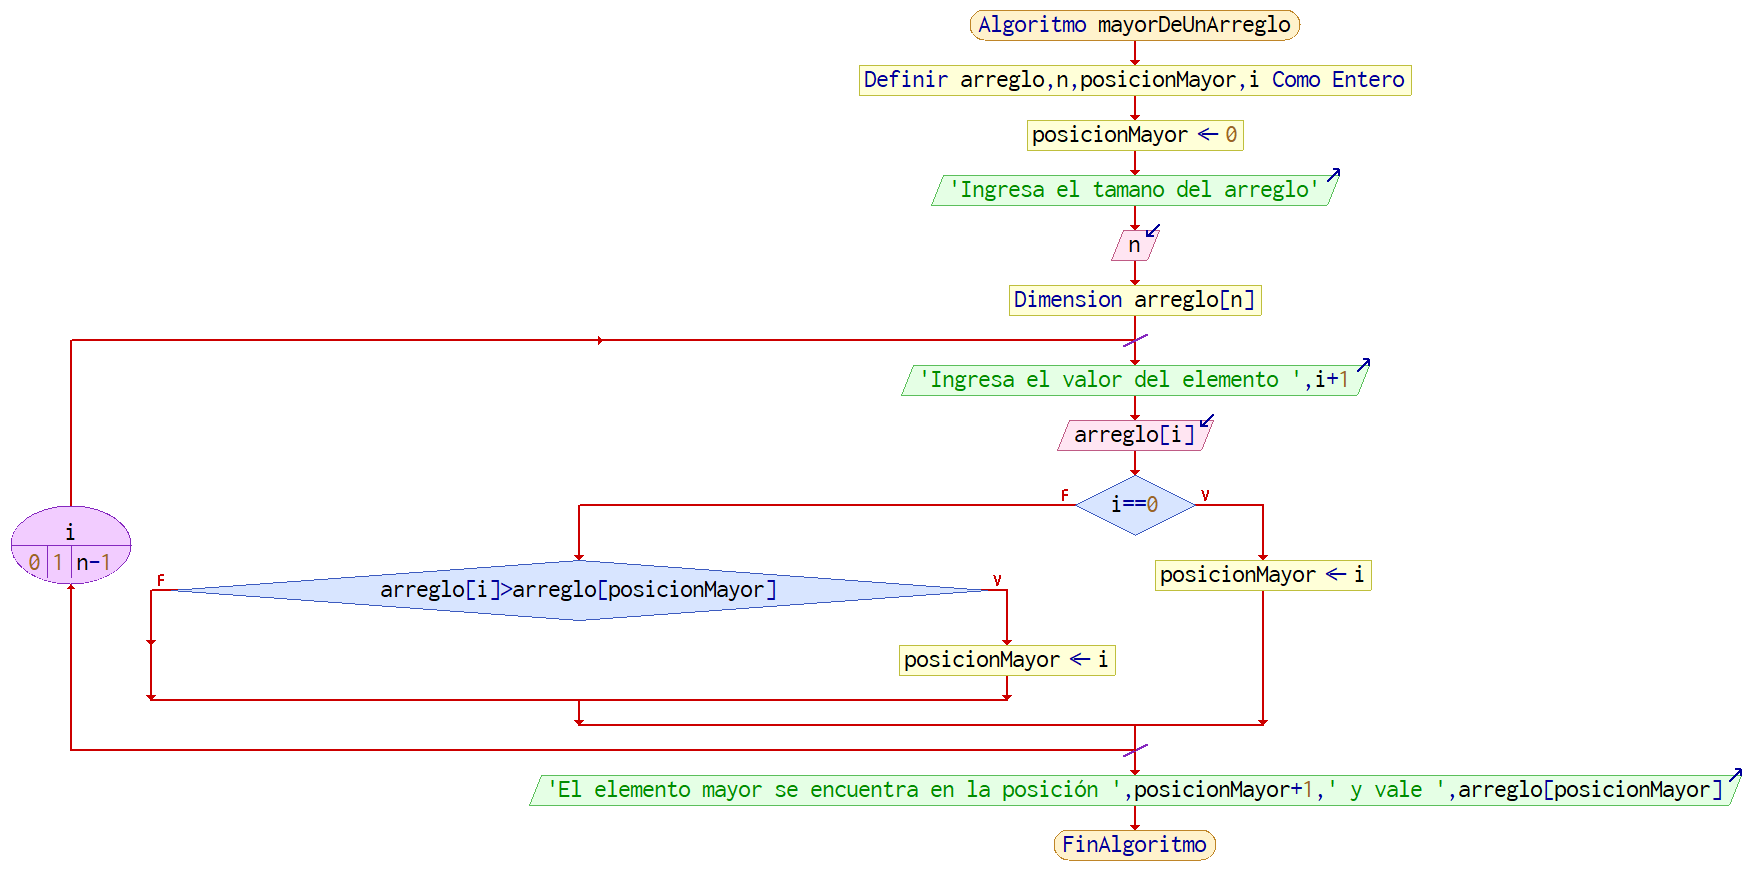 Algoritmo mayorDeUnArreglo
Definir arreglo,n,posicionMayor,i Como Entero
posicionMayor ← 0
'Ingresa el tamano del arreglo'
n
Dimension arreglo[n]
'Ingresa el valor del elemento ',i+1
arreglo[i]
F
i==0
V
i
0 1 n-1
F
arreglo[i]>arreglo[posicionMayor]
V
posicionMayor ← i
posicionMayor ← i
'El elemento mayor se encuentra en la posición ',posicionMayor+1,' y vale ',arreglo[posicionMayor]
FinAlgoritmo